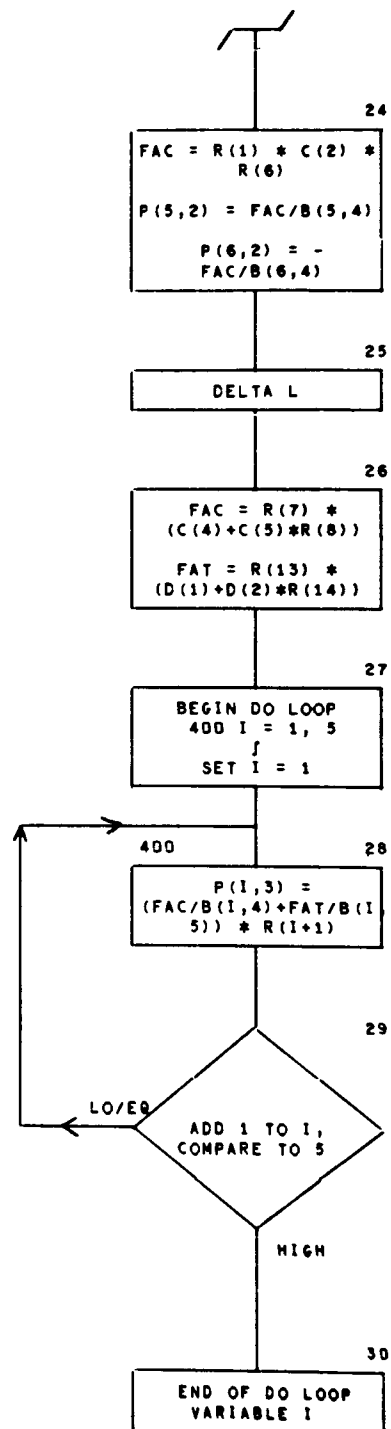 24
FAC = R(1) * C(2) *
R(6)
P(5,2) = FAC/B(5,4)
P(6,2) = -
FAC/B(6,4)
25
DELTA L
26
FAC = R(7) *
(C(4)+C(5)*R(8))
FAT = R(13) *
(D(1)+D(2)*R(14))
27
BEGIN DO LOOP
400 I = 1, 5
∫
SET I = 1
400
28
P(I,3) =
(FAC/B(I,4)+FAT/B(I,
5)) * R(I+1)
29
LO/EQ
ADD 1 TO I,
COMPARE TO 5
HIGH
30
END OF DO LOOP
VARIABLE I